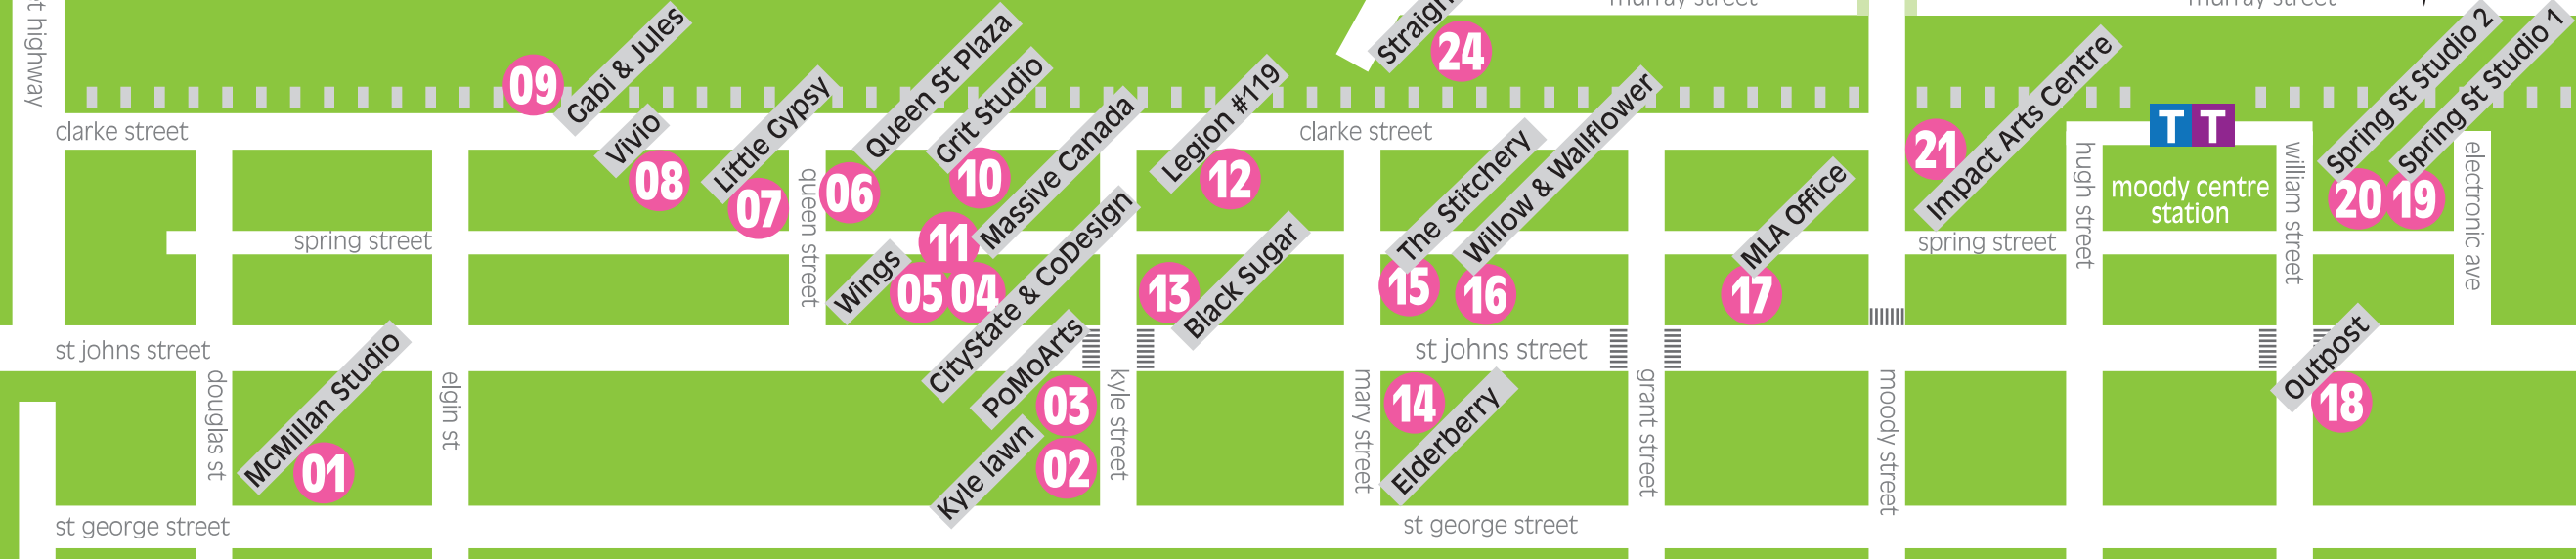 murray street
murray street
highway
Straigh
24
09
Gabi & Jules
Queen St Plaza
Grit Studio
Legion #119
Impact Arts Centre
Spring St Studio 2
Spring St Studio 1
clarke street
clarke street
Vivio
08
Little Gypsy
07
queen street
06
10
Massive Canada
12
The Stitchery
Willow & Wallflower
MLA Office
21
T T
moody centre
station
hugh street
william street
20
19
electronic ave
spring street
spring street
11
Wings
05
04
CityState & CoDesign
13
Black Sugar
15
16
17
st johns street
st johns street
McMillan Studio
01
douglas st
elgin st
PoMoArts
03
Kyle lawn
02
kyle street
mary street
14
Elderberry
grant street
moody street
Outpost
18
st george street
st george street